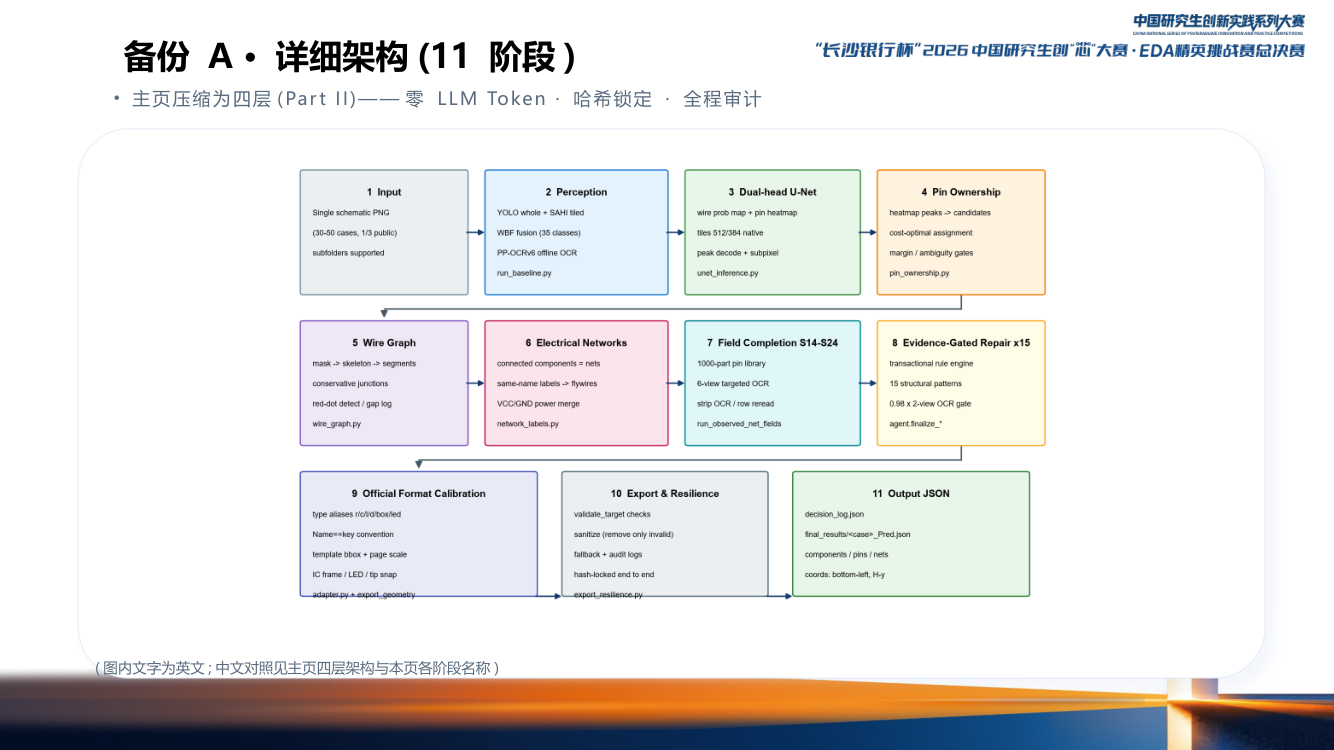 中国研究生创新实践系列大赛
CHINA NATIONAL SERIES OF POSTGRADUATE INNOVATION AND PRACTICE COMPETITIONS
“长沙银行杯”2026中国研究生创“芯”大赛·EDA精英挑战赛总决赛
备份 A· 详细架构(11 阶段)
• 主页压缩为四层(Part II)—— 零 LLM Token · 哈希锁定 · 全程审计
1 Input
Single schematic PNG
(30-50 cases, 1/3 public)
subfolders supported
2 Perception
YOLO whole + SAHI tiled
WBF fusion (35 classes)
PP-OCRv6 offline OCR
run_baseline.py
3 Dual-head U-Net
wire prob map + pin heatmap
tiles 512/384 native
peak decode + subpixel
unet_inference.py
4 Pin Ownership
heatmap peaks -> candidates
cost-optimal assignment
margin / ambiguity gates
pin_ownership.py
5 Wire Graph
mask -> skeleton -> segments
conservative junctions
red-dot detect / gap log
wire_graph.py
6 Electrical Networks
connected components = nets
same-name labels -> flywires
VCC/GND power merge
network_labels.py
7 Field Completion S14-S24
1000-part pin library
6-view targeted OCR
strip OCR / row reread
run_observed_net_fields
8 Evidence-Gated Repair x15
transactional rule engine
15 structural patterns
0.98 x 2-view OCR gate
agent.finalize_*
9 Official Format Calibration
type aliases r/c/l/d/box/led
Name==key convention
template bbox + page scale
IC frame / LED / tip snap
adapter.py + export_geometry
10 Export & Resilience
validate_target checks
sanitize (remove only invalid)
fallback + audit logs
hash-locked end to end
export_resilience.py
11 Output JSON
decision_log.json
final_results/<case>_Pred.json
components / pins / nets
coords: bottom-left, H-y
(图内文字为英文;中文对照见主页四层架构与本页各阶段名称)